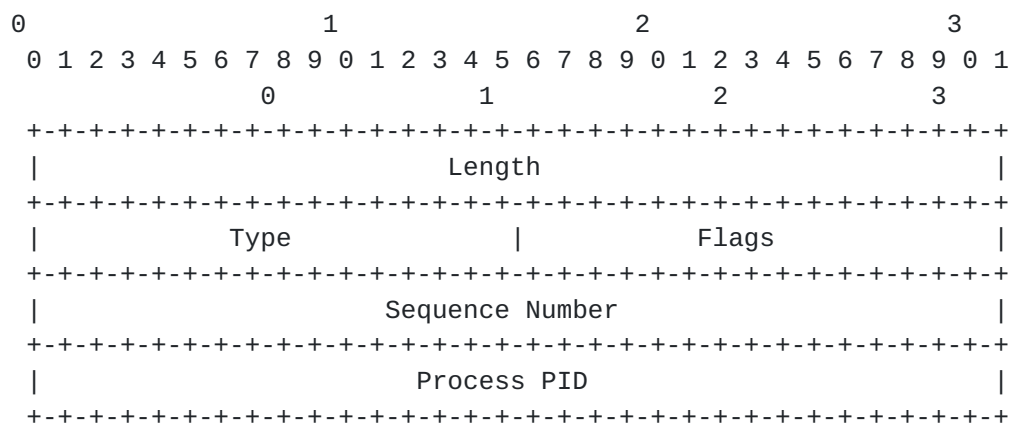 0                   1                   2                   3
 0 1 2 3 4 5 6 7 8 9 0 1 2 3 4 5 6 7 8 9 0 1 2 3 4 5 6 7 8 9 0 1
               0             1              2             3
 +-+-+-+-+-+-+-+-+-+-+-+-+-+-+-+-+-+-+-+-+-+-+-+-+-+-+-+-+-+-+-+
 |                          Length                             |
 +-+-+-+-+-+-+-+-+-+-+-+-+-+-+-+-+-+-+-+-+-+-+-+-+-+-+-+-+-+-+-+
 |            Type              |           Flags              |
 +-+-+-+-+-+-+-+-+-+-+-+-+-+-+-+-+-+-+-+-+-+-+-+-+-+-+-+-+-+-+-+
 |                      Sequence Number                        |
 +-+-+-+-+-+-+-+-+-+-+-+-+-+-+-+-+-+-+-+-+-+-+-+-+-+-+-+-+-+-+-+
 |                        Process PID                          |
 +-+-+-+-+-+-+-+-+-+-+-+-+-+-+-+-+-+-+-+-+-+-+-+-+-+-+-+-+-+-+-+